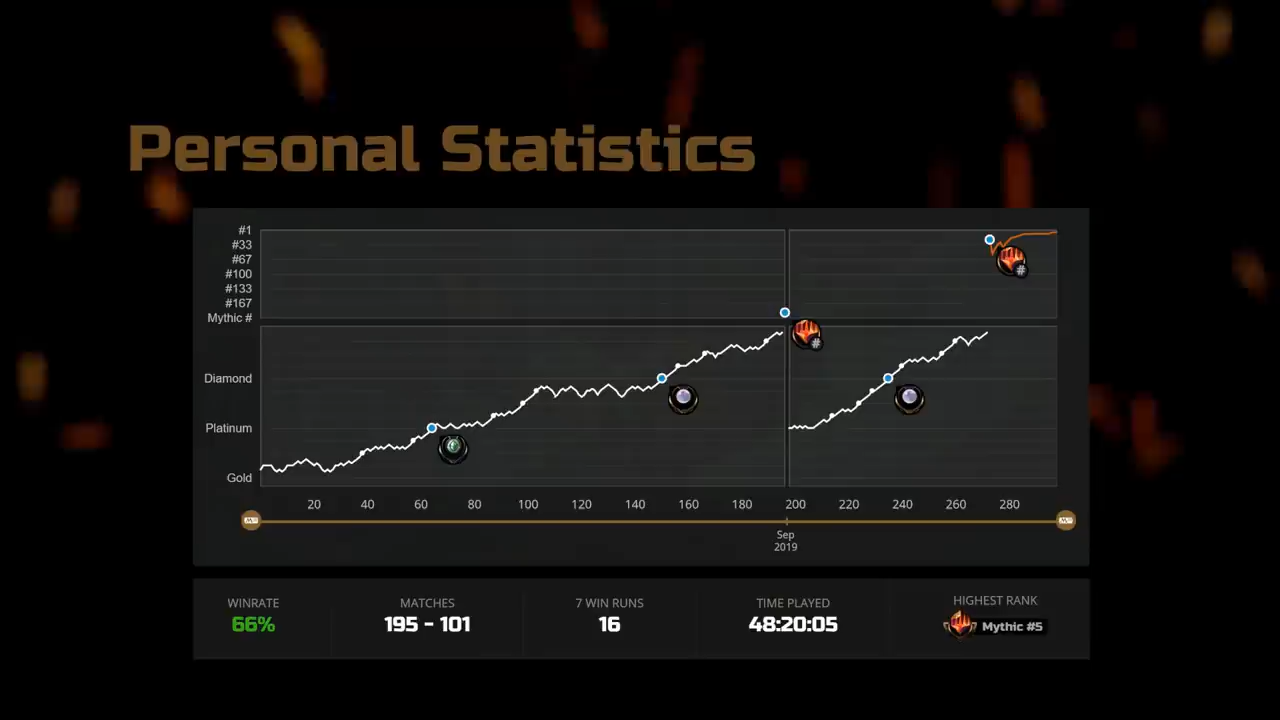 Personal Statistics
#1
#33
#67
#100
#133
#167
Mythic #
Diamond
Platinum
Gold
20 40 60 80 100 120 140 160 180 200 220 240 260 280
Sep
2019
WINRATE MATCHES 7 WIN RUNS TIME PLAYED HIGHEST RANK
66% 195 - 101 16 48:20:05 Mythic #5